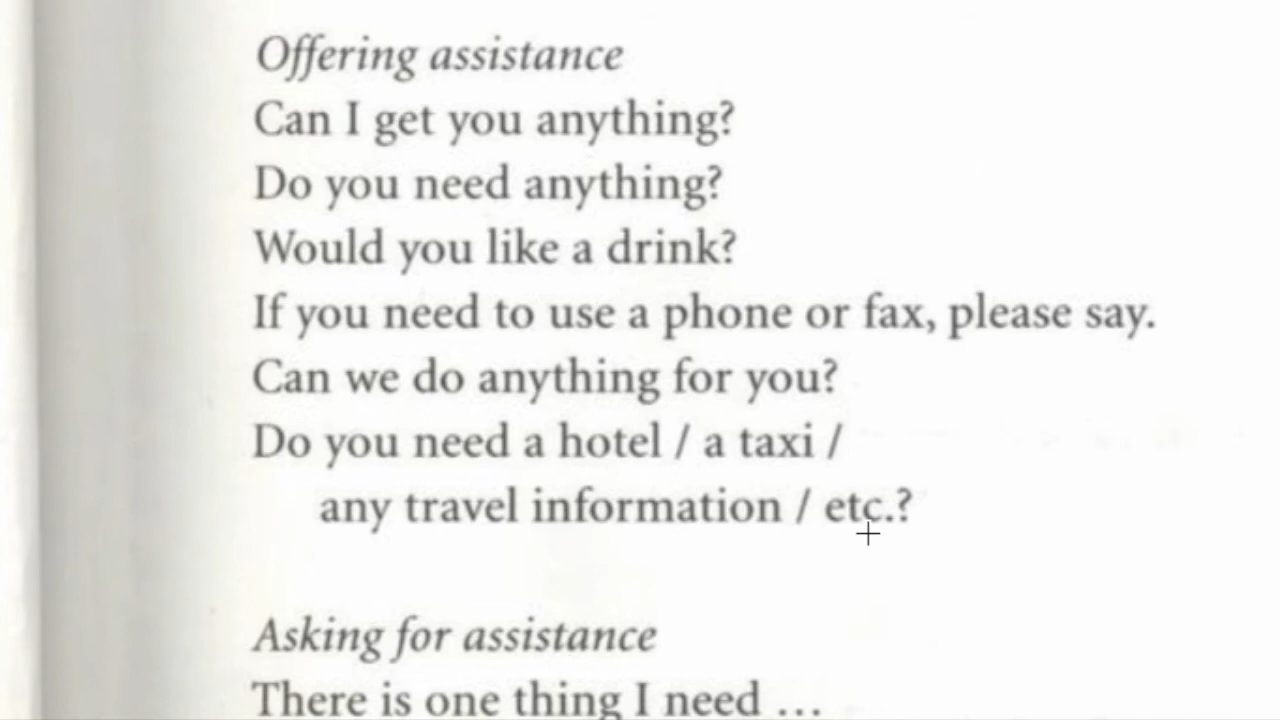 Offering assistance
Can I get you anything?
Do you need anything?
Would you like a drink?
If you need to use a phone or fax, please say.
Can we do anything for you?
Do you need a hotel / a taxi /
any travel information / etc.?
Asking for assistance
There is one thing I need …